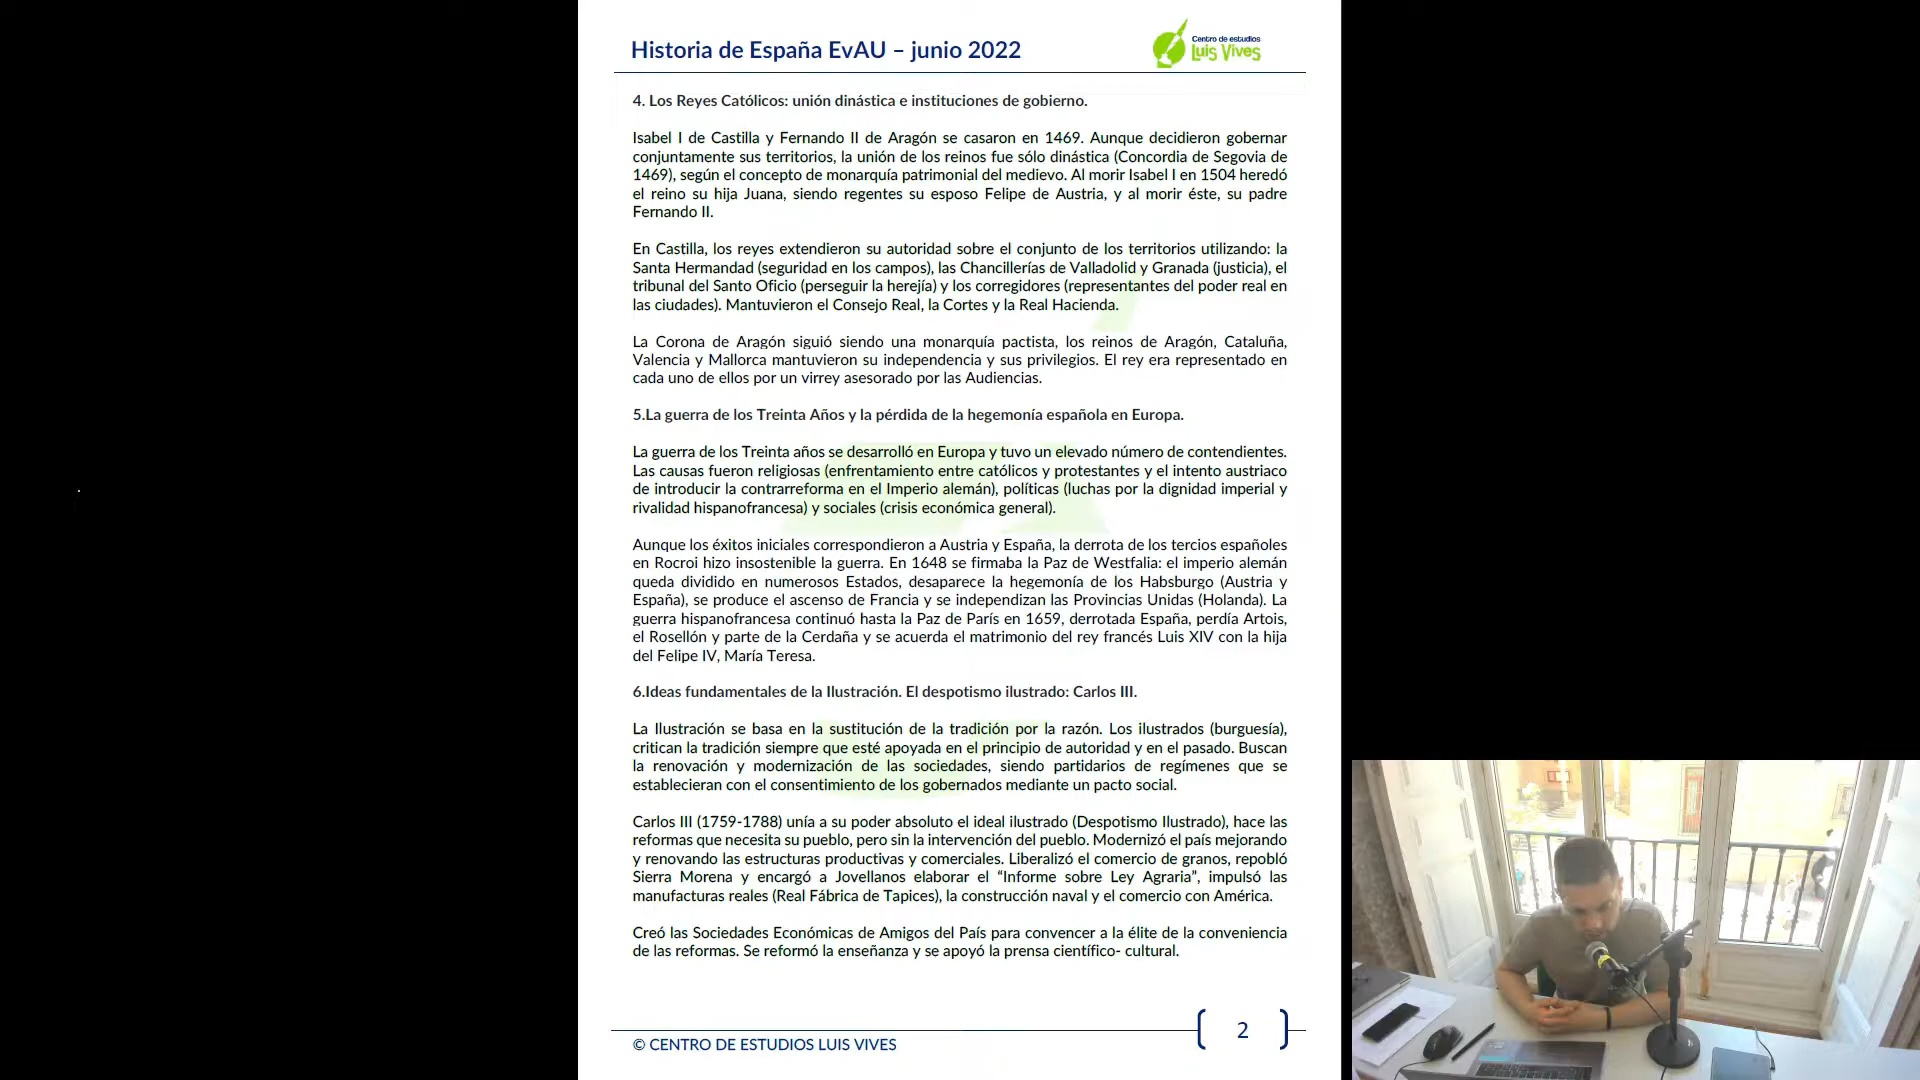 Historia de España EvAU – junio 2022
Centro de estudios
Luis Vives
4. Los Reyes Católicos: unión dinástica e instituciones de gobierno.
Isabel I de Castilla y Fernando II de Aragón se casaron en 1469. Aunque decidieron gobernar
conjuntamente sus territorios, la unión de los reinos fue sólo dinástica (Concordia de Segovia de
1469), según el concepto de monarquía patrimonial del medievo. Al morir Isabel I en 1504 heredó
el reino su hija Juana, siendo regentes su esposo Felipe de Austria, y al morir éste, su padre
Fernando II.
En Castilla, los reyes extendieron su autoridad sobre el conjunto de los territorios utilizando: la
Santa Hermandad (seguridad en los campos), las Chancillerías de Valladolid y Granada (justicia), el
tribunal del Santo Oficio (perseguir la herejía) y los corregidores (representantes del poder real en
las ciudades). Mantuvieron el Consejo Real, la Cortes y la Real Hacienda.
La Corona de Aragón siguió siendo una monarquía pactista, los reinos de Aragón, Cataluña,
Valencia y Mallorca mantuvieron su independencia y sus privilegios. El rey era representado en
cada uno de ellos por un virrey asesorado por las Audiencias.
5.La guerra de los Treinta Años y la pérdida de la hegemonía española en Europa.
La guerra de los Treinta años se desarrolló en Europa y tuvo un elevado número de contendientes.
Las causas fueron religiosas (enfrentamiento entre católicos y protestantes y el intento austriaco
de introducir la contrarreforma en el Imperio alemán), políticas (luchas por la dignidad imperial y
rivalidad hispanofrancesa) y sociales (crisis económica general).
Aunque los éxitos iniciales correspondieron a Austria y España, la derrota de los tercios españoles
en Rocroi hizo insostenible la guerra. En 1648 se firmaba la Paz de Westfalia: el imperio alemán
queda dividido en numerosos Estados, desaparece la hegemonía de los Habsburgo (Austria y
España), se produce el ascenso de Francia y se independizan las Provincias Unidas (Holanda). La
guerra hispanofrancesa continuó hasta la Paz de París en 1659, derrotada España, perdía Artois,
el Rosellón y parte de la Cerdaña y se acuerda el matrimonio del rey francés Luis XIV con la hija
del Felipe IV, María Teresa.
6.Ideas fundamentales de la Ilustración. El despotismo ilustrado: Carlos III.
La Ilustración se basa en la sustitución de la tradición por la razón. Los ilustrados (burguesía),
critican la tradición siempre que esté apoyada en el principio de autoridad y en el pasado. Buscan
la renovación y modernización de las sociedades, siendo partidarios de regímenes que se
establecieran con el consentimiento de los gobernados mediante un pacto social.
Carlos III (1759-1788) unía a su poder absoluto el ideal ilustrado (Despotismo Ilustrado), hace las
reformas que necesita su pueblo, pero sin la intervención del pueblo. Modernizó el país mejorando
y renovando las estructuras productivas y comerciales. Liberalizó el comercio de granos, repobló
Sierra Morena y encargó a Jovellanos elaborar el “Informe sobre Ley Agraria”, impulsó las
manufacturas reales (Real Fábrica de Tapices), la construcción naval y el comercio con América.
Creó las Sociedades Económicas de Amigos del País para convencer a la élite de la conveniencia
de las reformas. Se reformó la enseñanza y se apoyó la prensa científico- cultural.
2
© CENTRO DE ESTUDIOS LUIS VIVES